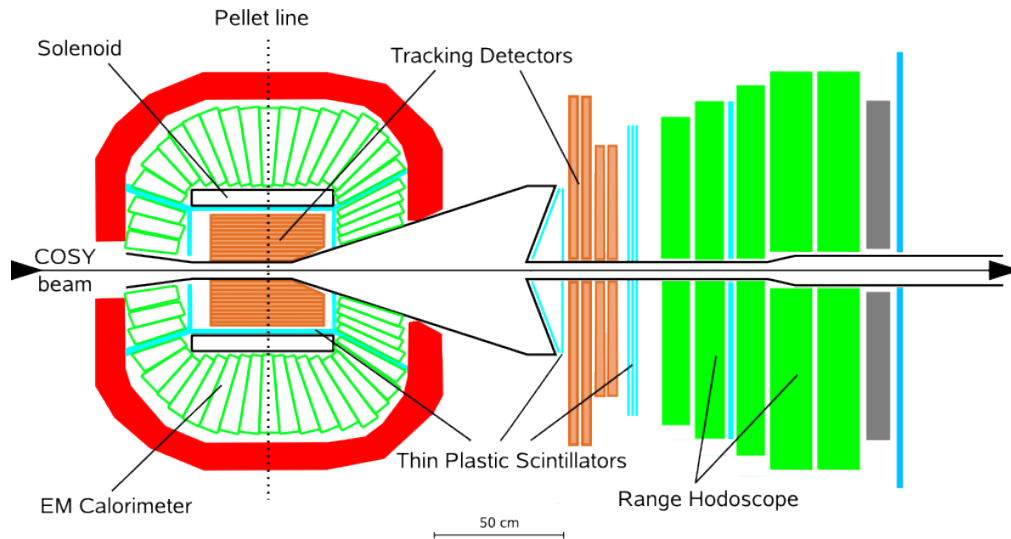 Pellet line
Solenoid
Tracking Detectors
COSY
beam
Thin Plastic Scintillators
EM Calorimeter
Range Hodoscope
50 cm